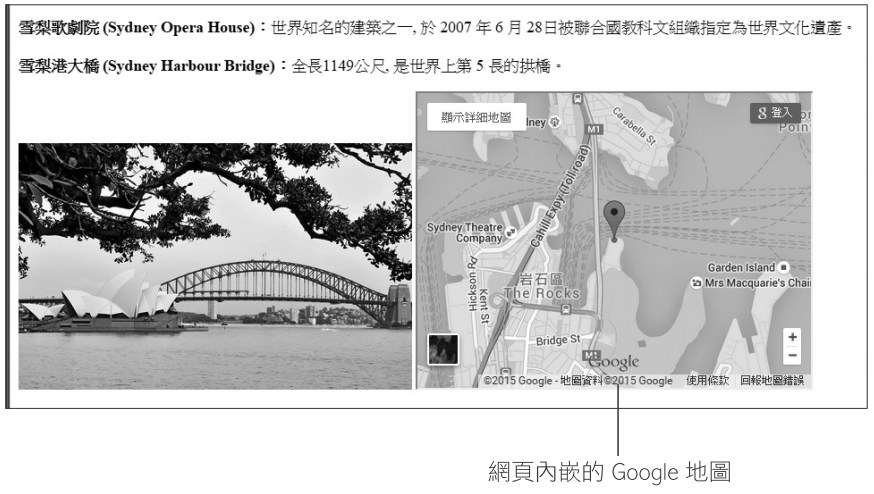 雪梨歌劇院 (Sydney Opera House)：世界知名的建築之一, 於 2007 年 6 月 28日被聯合國教科文組織指定為世界文化遺產。
雪梨港大橋 (Sydney Harbour Bridge)：全長1149公尺, 是世界上第 5 長的拱橋。
顯示詳細地圖
lney
M1
Carabella St
8 登入
Point
Cahill Expy (Toll road)
Sydney Theatre
Company
Hickson Rd
Kent St
岩石區
The Rocks
Garden Island
Mrs Macquarie's Chai
Bridge St
M1
Google
+
−
©2015 Google - 地圖資料©2015 Google 使用條款 回報地圖錯誤
網頁內嵌的 Google 地圖